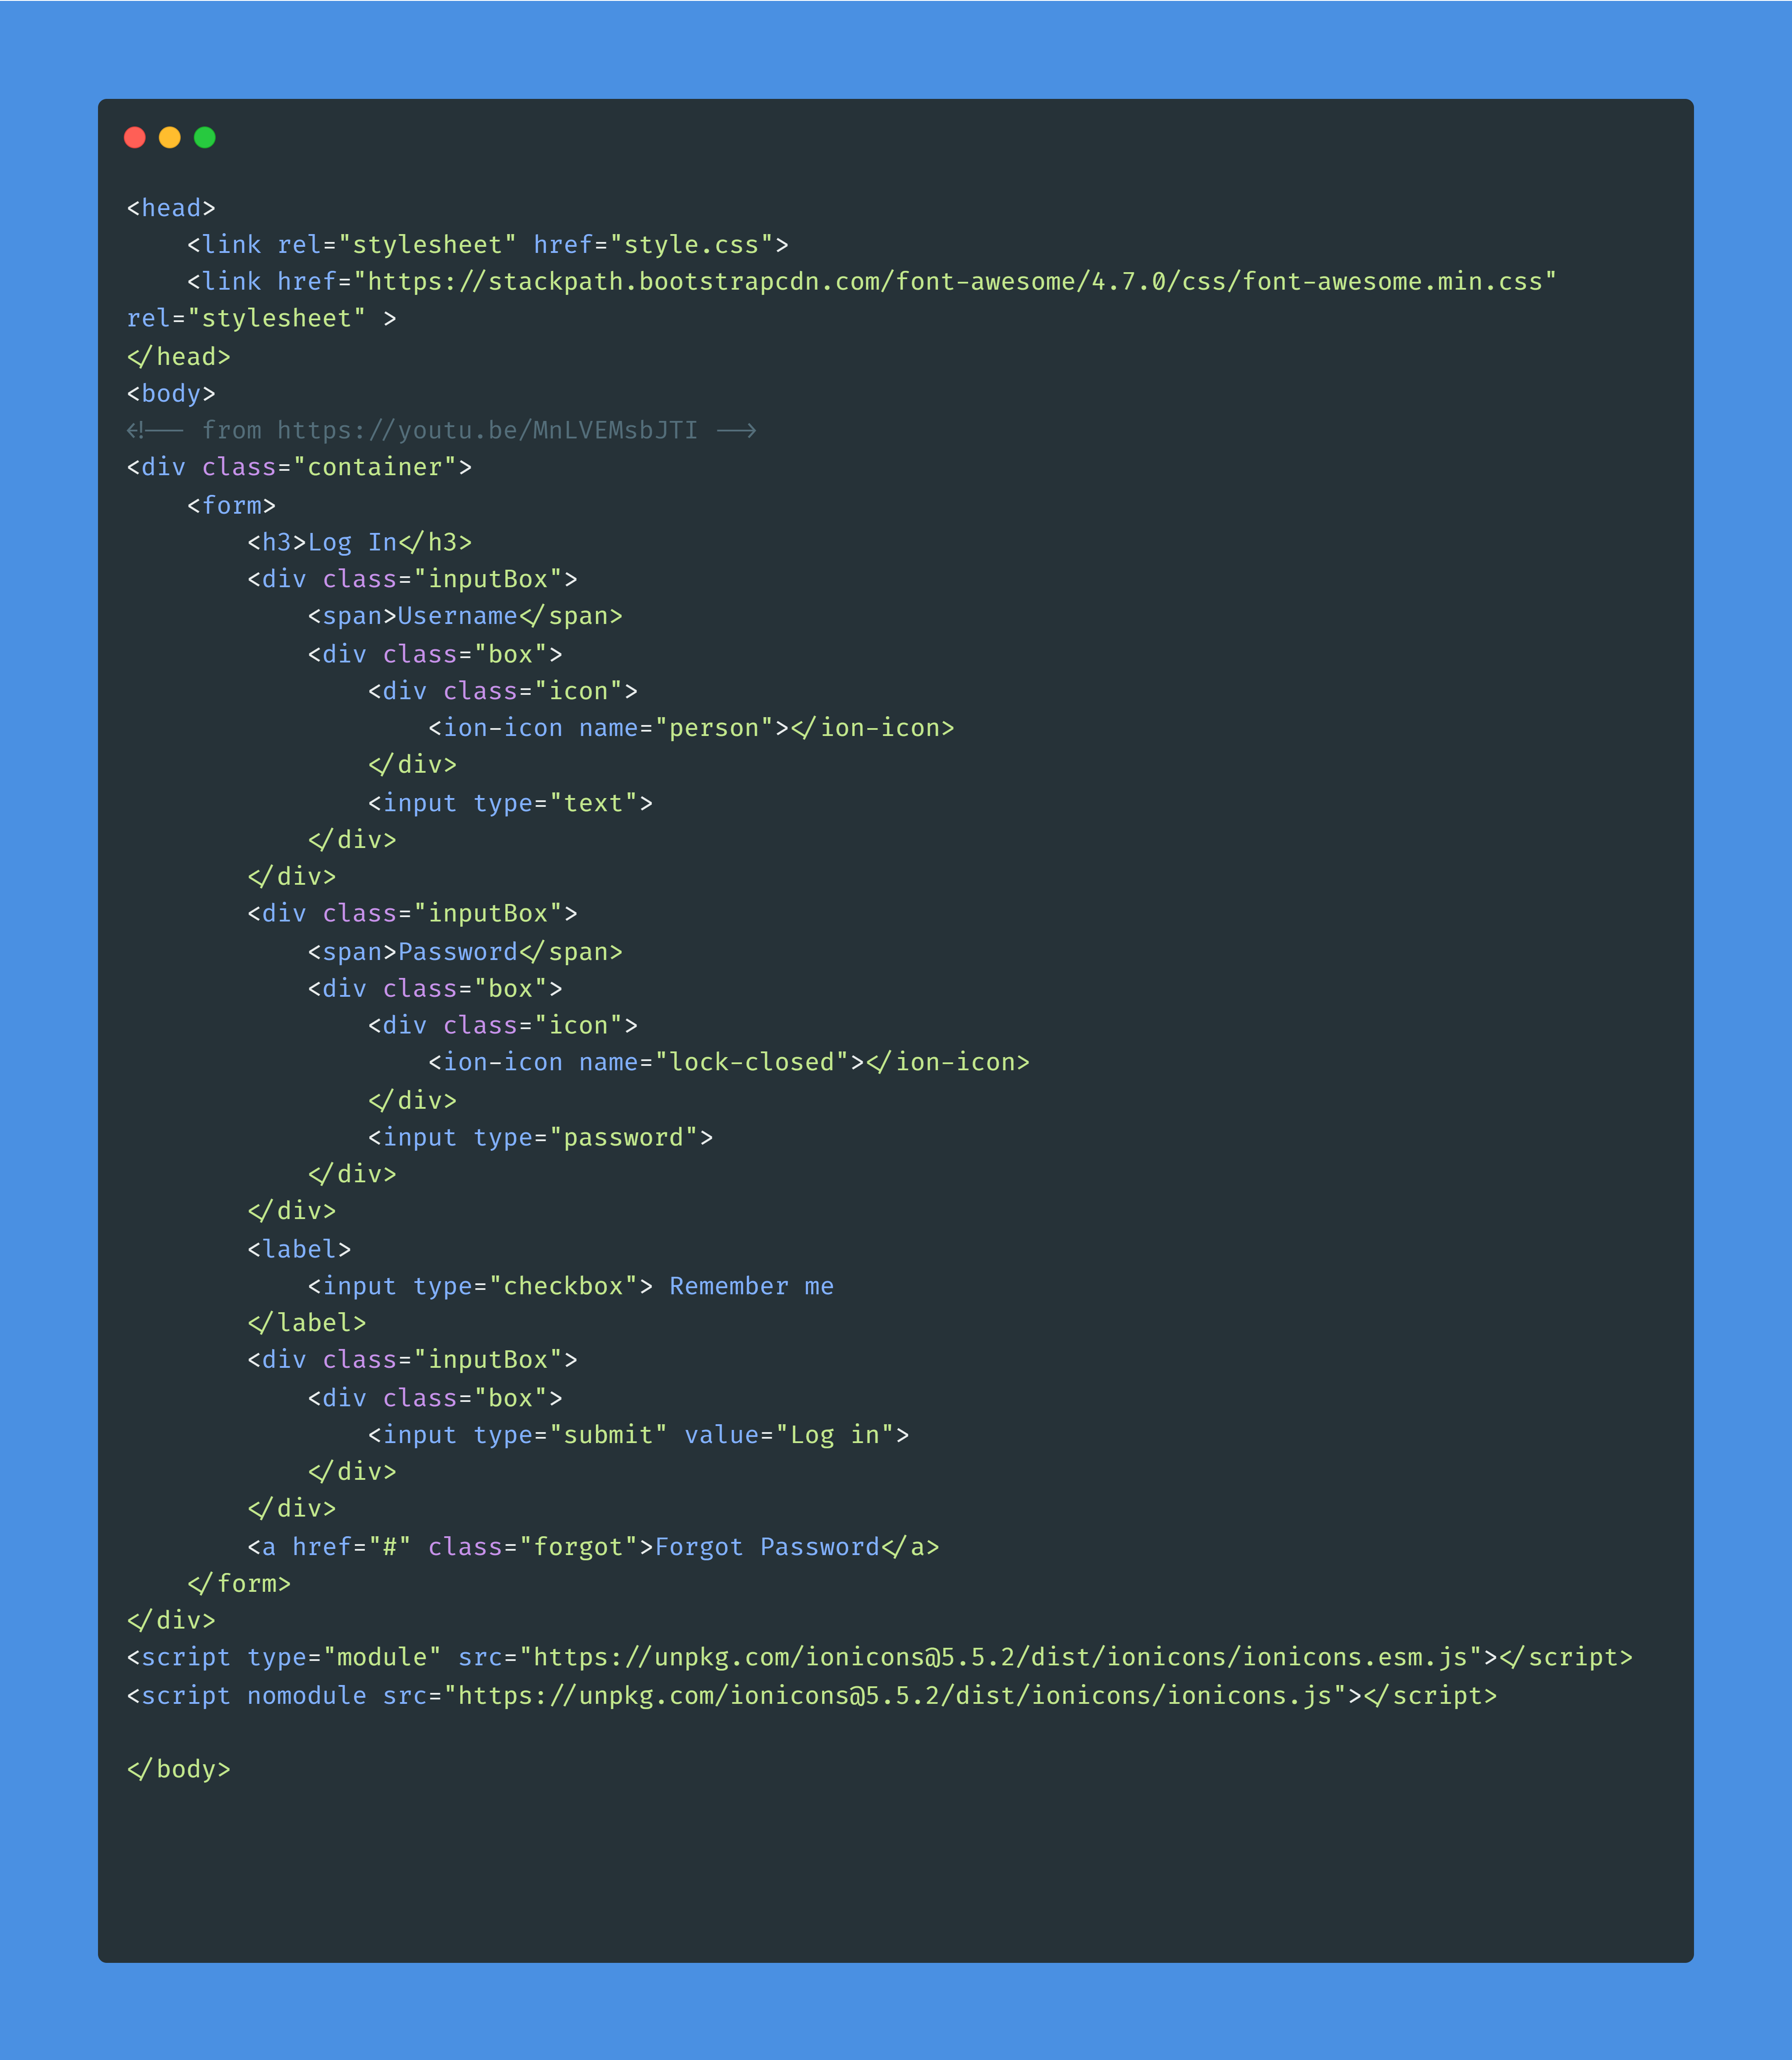 <head>
    <link rel="stylesheet" href="style.css">
    <link href="https://stackpath.bootstrapcdn.com/font-awesome/4.7.0/css/font-awesome.min.css"
rel="stylesheet" >
</head>
<body>
<!-- from https://youtu.be/MnLVEMsbJTI -->
<div class="container">
    <form>
        <h3>Log In</h3>
        <div class="inputBox">
            <span>Username</span>
            <div class="box">
                <div class="icon">
                    <ion-icon name="person"></ion-icon>
                </div>
                <input type="text">
            </div>
        </div>
        <div class="inputBox">
            <span>Password</span>
            <div class="box">
                <div class="icon">
                    <ion-icon name="lock-closed"></ion-icon>
                </div>
                <input type="password">
            </div>
        </div>
        <label>
            <input type="checkbox"> Remember me
        </label>
        <div class="inputBox">
            <div class="box">
                <input type="submit" value="Log in">
            </div>
        </div>
        <a href="#" class="forgot">Forgot Password</a>
    </form>
</div>
<script type="module" src="https://unpkg.com/ionicons@5.5.2/dist/ionicons/ionicons.esm.js"></script>
<script nomodule src="https://unpkg.com/ionicons@5.5.2/dist/ionicons/ionicons.js"></script>

</body>